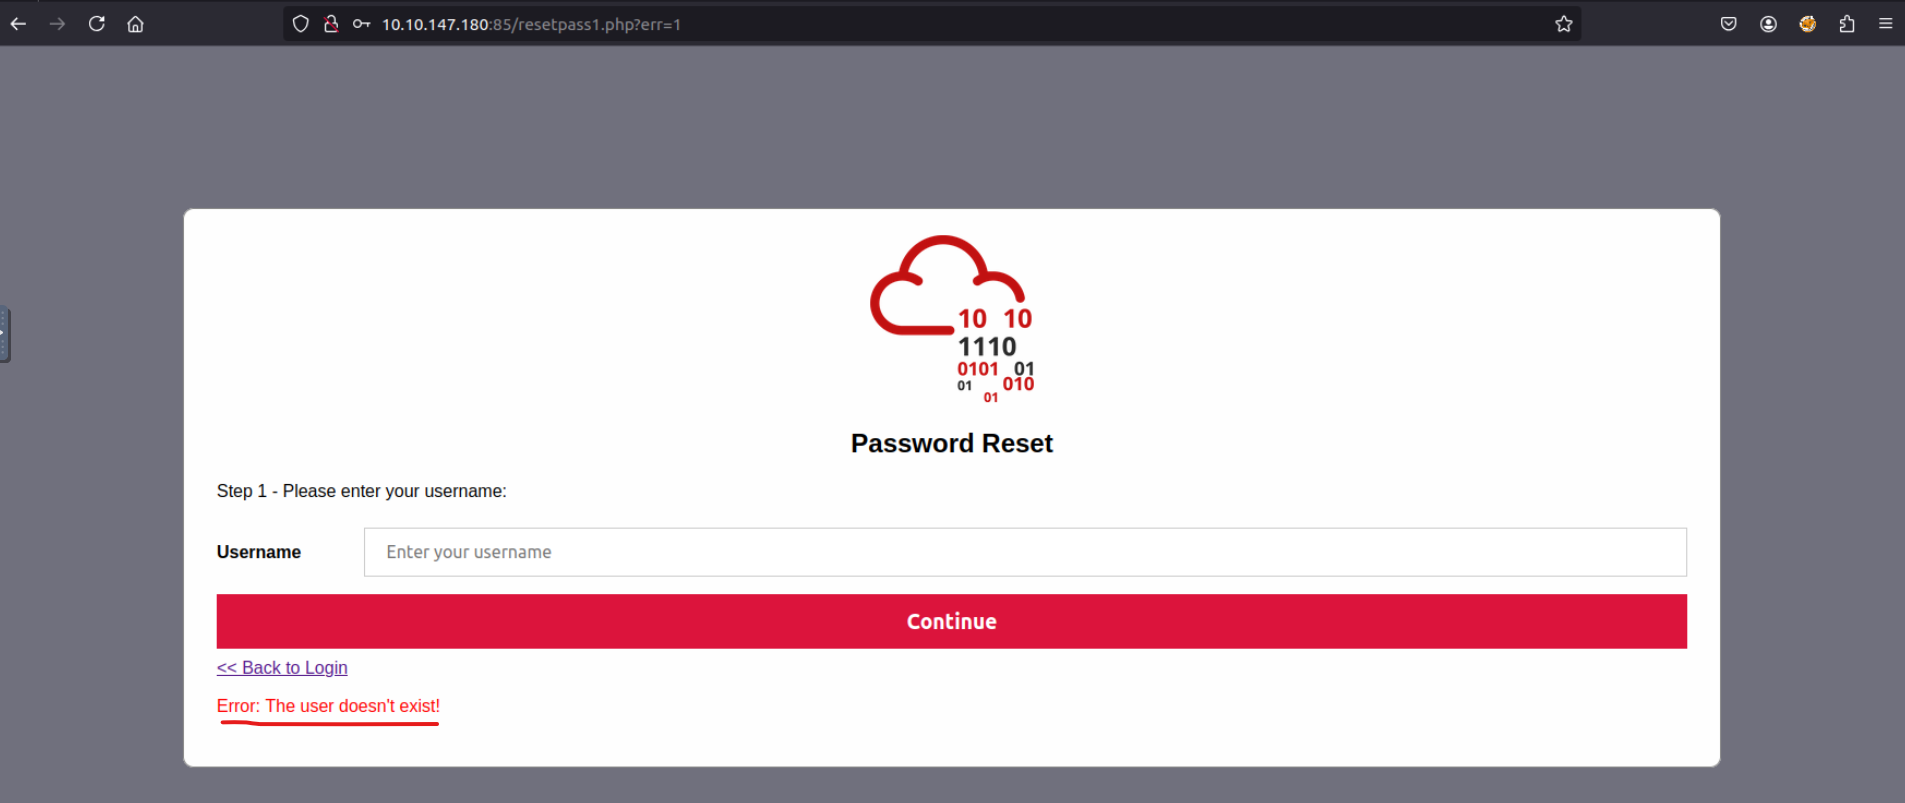 10.10.147.180:85/resetpass1.php?err=1
10 10
1110
0101 01
01 010
01
Password Reset
Step 1 - Please enter your username:
Username
Enter your username
Continue
<< Back to Login
Error: The user doesn't exist!